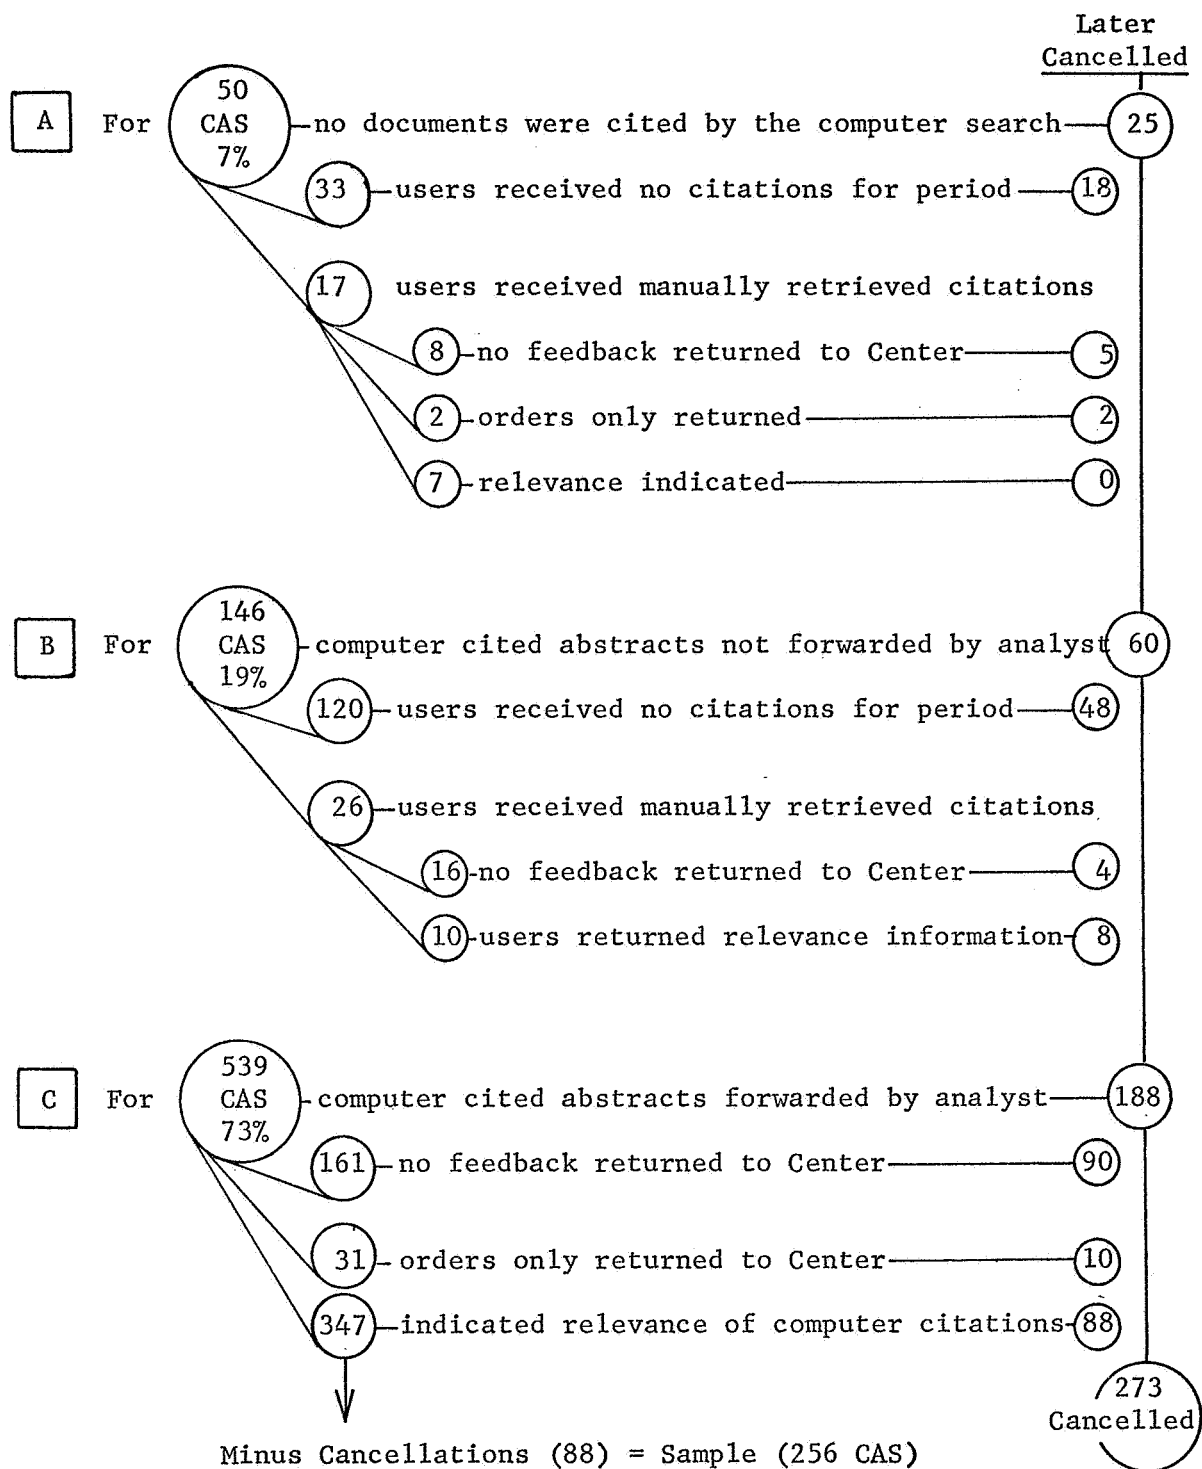 Later
Cancelled
A For 50 CAS 7% no documents were cited by the computer search 25
33 users received no citations for period 18
17 users received manually retrieved citations
8 no feedback returned to Center 5
2 orders only returned 2
7 relevance indicated 0
B For 146 CAS 19% computer cited abstracts not forwarded by analyst 60
120 users received no citations for period 48
26 users received manually retrieved citations
16 no feedback returned to Center 4
10 users returned relevance information 8
C For 539 CAS 73% computer cited abstracts forwarded by analyst 188
161 no feedback returned to Center 90
31 orders only returned to Center 10
347 indicated relevance of computer citations 88
273
Cancelled
Minus Cancellations (88) = Sample (256 CAS)